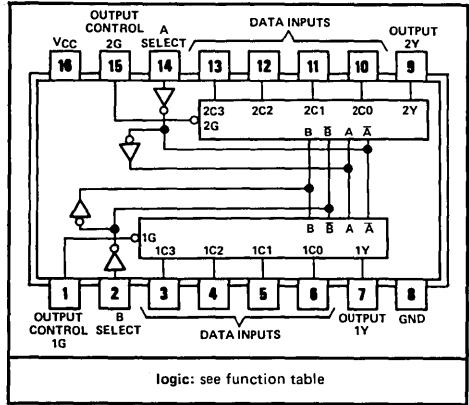 OUTPUT CONTROL 2G
A SELECT
DATA INPUTS
OUTPUT 2Y
VCC
16 15 14 13 12 11 10 9
2C3 2C2 2C1 2C0 2Y
2G
B B̅ A A̅
B B̅ A A̅
1G
1C3 1C2 1C1 1C0 1Y
1 2 3 4 5 6 7 8
OUTPUT CONTROL 1G
B SELECT
DATA INPUTS
OUTPUT 1Y
GND
logic: see function table